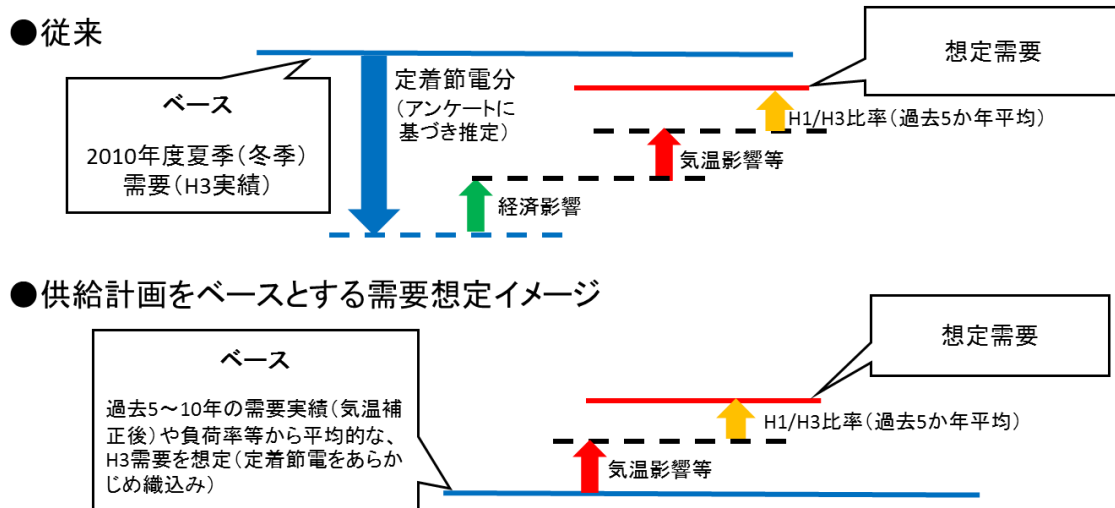 ●従来
ベース
2010年度夏季(冬季)
需要(H3実績)
定着節電分
(アンケートに
基づき推定)
経済影響
気温影響等
H1/H3比率(過去5か年平均)
想定需要
●供給計画をベースとする需要想定イメージ
ベース
過去5～10年の需要実績(気温補
正後)や負荷率等から平均的な、
H3需要を想定(定着節電をあらか
じめ織込み)
気温影響等
H1/H3比率(過去5か年平均)
想定需要